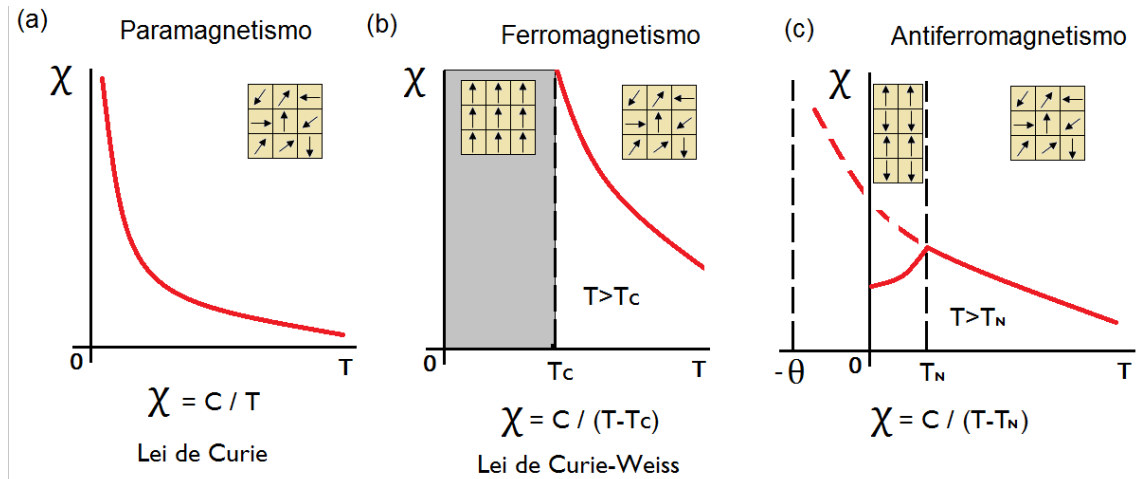 (a)
Paramagnetismo
χ
0
T
χ = C / T
Lei de Curie
(b)
Ferromagnetismo
χ
T>Tc
0
Tc
T
χ = C / (T-Tc)
Lei de Curie-Weiss
(c)
Antiferromagnetismo
χ
T>TN
-θ
0
TN
T
χ = C / (T-TN)